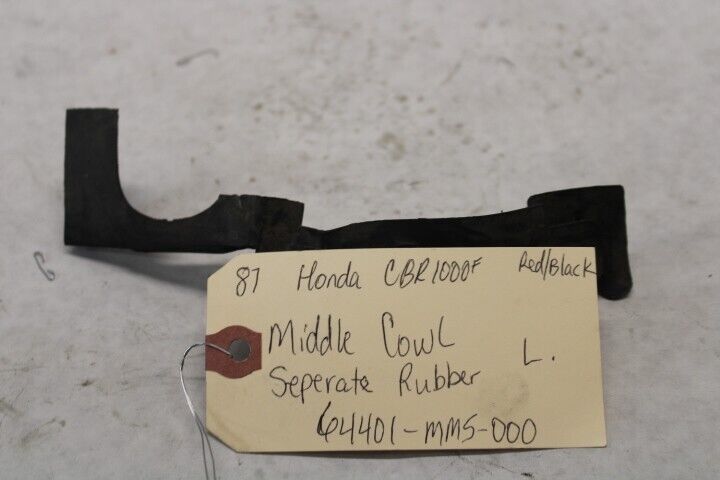 87 Honda CBR1000F Red/Black
Middle Cowl L.
Seperate Rubber
64401-MM5-000